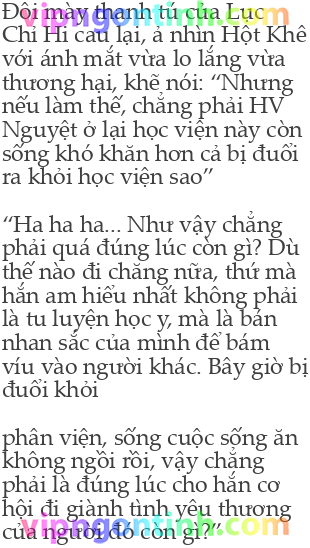 Đôi mày thanh tú của Lục
Chỉ Hi cau lại, ả nhìn Hột Khê
với ánh mắt vừa lo lắng vừa
thương hại, khẽ nói: “Nhưng
nếu làm thế, chẳng phải HV
Nguyệt ở lại học viện này còn
sống khó khăn hơn cả bị đuổi
ra khỏi học viện sao”
“Ha ha ha... Như vậy chẳng
phải quá đúng lúc còn gì? Dù
thế nào đi chăng nữa, thứ mà
hắn am hiểu nhất không phải
là tu luyện học y, mà là bán
nhan sắc của mình để bám
víu vào người khác. Bây giờ bị
đuổi khỏi
phân viện, sống cuộc sống ăn
không ngồi rồi, vậy chẳng
phải là đúng lúc cho hắn cơ
hội đi giành tình yêu thương
của người đó còn gì?”
vipngontinh.com
vipngontinh.com